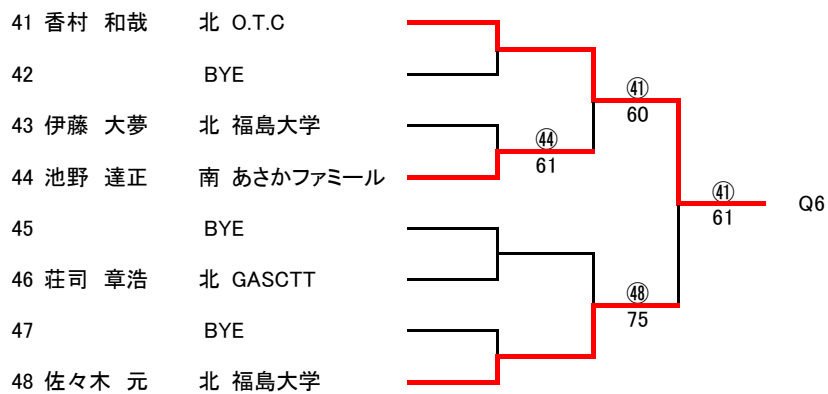 41 香村 和哉 北 O.T.C
42 BYE
㊶
60
43 伊藤 大夢 北 福島大学
㊹
61
44 池野 達正 南 あさかファミール
㊶
61
Q6
45 BYE
46 荘司 章浩 北 GASCTT
㊽
75
47 BYE
48 佐々木 元 北 福島大学